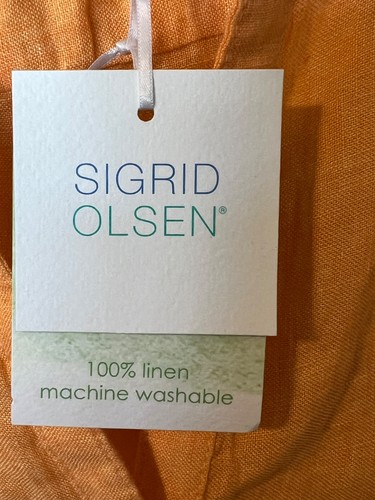 SIGRID
OLSEN®
100% linen
machine washable